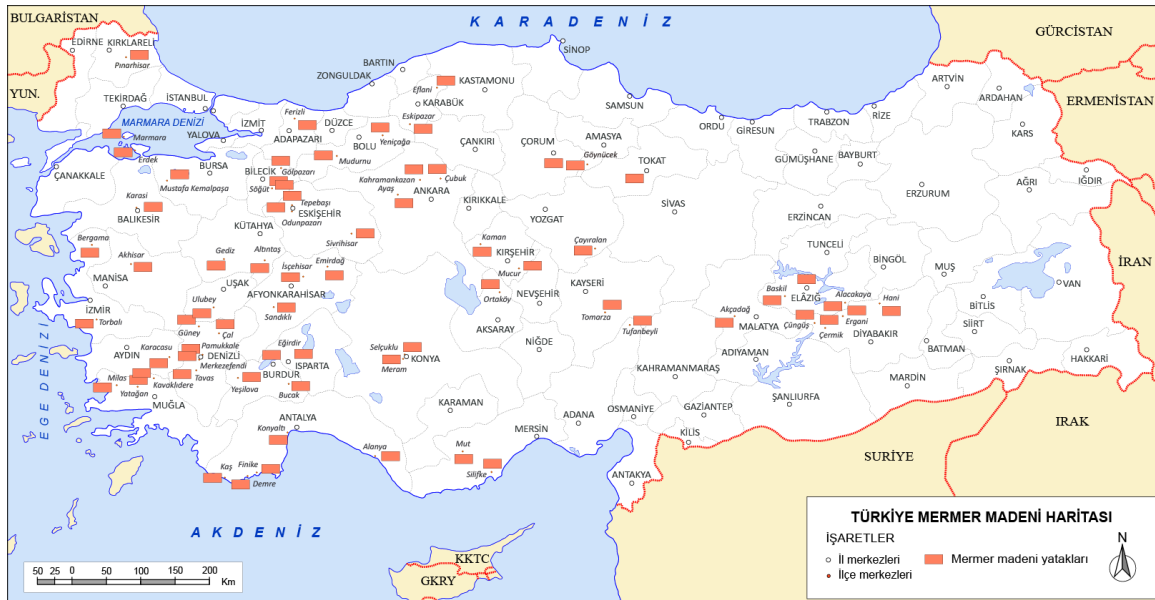 BULGARİSTAN
KARADENİZ
GÜRCİSTAN
YUN.
ERMENİSTAN
İRAN
IRAK
SURİYE
KKTC
GKRY
AKDENİZ
EGE DENİZİ
MARMARA DENİZİ
EDİRNE
KIRKLARELİ
Pınarhisar
TEKİRDAĞ
İSTANBUL
YALOVA
İZMİT
Ferizli
ADAPAZARI
DÜZCE
ZONGULDAK
BARTIN
Eflani
KASTAMONU
KARABÜK
SİNOP
SAMSUN
ORDU
GİRESUN
TRABZON
RİZE
ARTVİN
ARDAHAN
KARS
Marmara
Erdek
ÇANAKKALE
BURSA
Mustafa Kemalpaşa
Karasi
BALIKESİR
BİLECİK
Gölpazarı
Söğüt
Tepebaşı
ESKİŞEHİR
Odunpazarı
Mudurnu
BOLU
Yeniçağa
Eskipazar
ÇANKIRI
Kahramankazan
Ayaş
Çubuk
ANKARA
KIRIKKALE
ÇORUM
AMASYA
Göynücek
TOKAT
SİVAS
YOZGAT
GÜMÜŞHANE
BAYBURT
ERZURUM
ERZİNCAN
AĞRI
IĞDIR
Bergama
Akhisar
MANİSA
KÜTAHYA
Gediz
Altıntaş
UŞAK
İsçehisar
Emirdağ
AFYONKARAHİSAR
Sandıklı
Sivrihisar
Kaman
KIRŞEHİR
Mucur
Ortaköy
NEVŞEHİR
AKSARAY
Çayıralan
KAYSERİ
Tomarza
Tufanbeyli
NİĞDE
TUNCELİ
BİNGÖL
MUŞ
VAN
BİTLİS
SİİRT
BATMAN
ŞIRNAK
HAKKARİ
Baskil
ELÂZIĞ
Alacakaya
Hani
Akçadağ
MALATYA
Çüngüş
Çermik
Ergani
DİYABAKIR
ADIYAMAN
MARDİN
ŞANLIURFA
KAHRAMANMARAŞ
GAZİANTEP
KİLİS
OSMANİYE
ADANA
MERSİN
ANTAKYA
İZMİR
Torbalı
AYDIN
Ulubey
Güney
Çal
Karacasu
Pamukkale
DENİZLİ
Merkezefendi
Tavas
Milas
Yatağan
Kavaklıdere
MUĞLA
Eğirdir
ISPARTA
BURDUR
Yeşilova
Bucak
Selçuklu
KONYA
Meram
KARAMAN
ANTALYA
Konyaltı
Kaş
Finike
Demre
Alanya
Mut
Silifke
50 25 0 50 100 150 200
Km
TÜRKİYE MERMER MADENİ HARİTASI
İŞARETLER
İl merkezleri
İlçe merkezleri
Mermer madeni yatakları
N